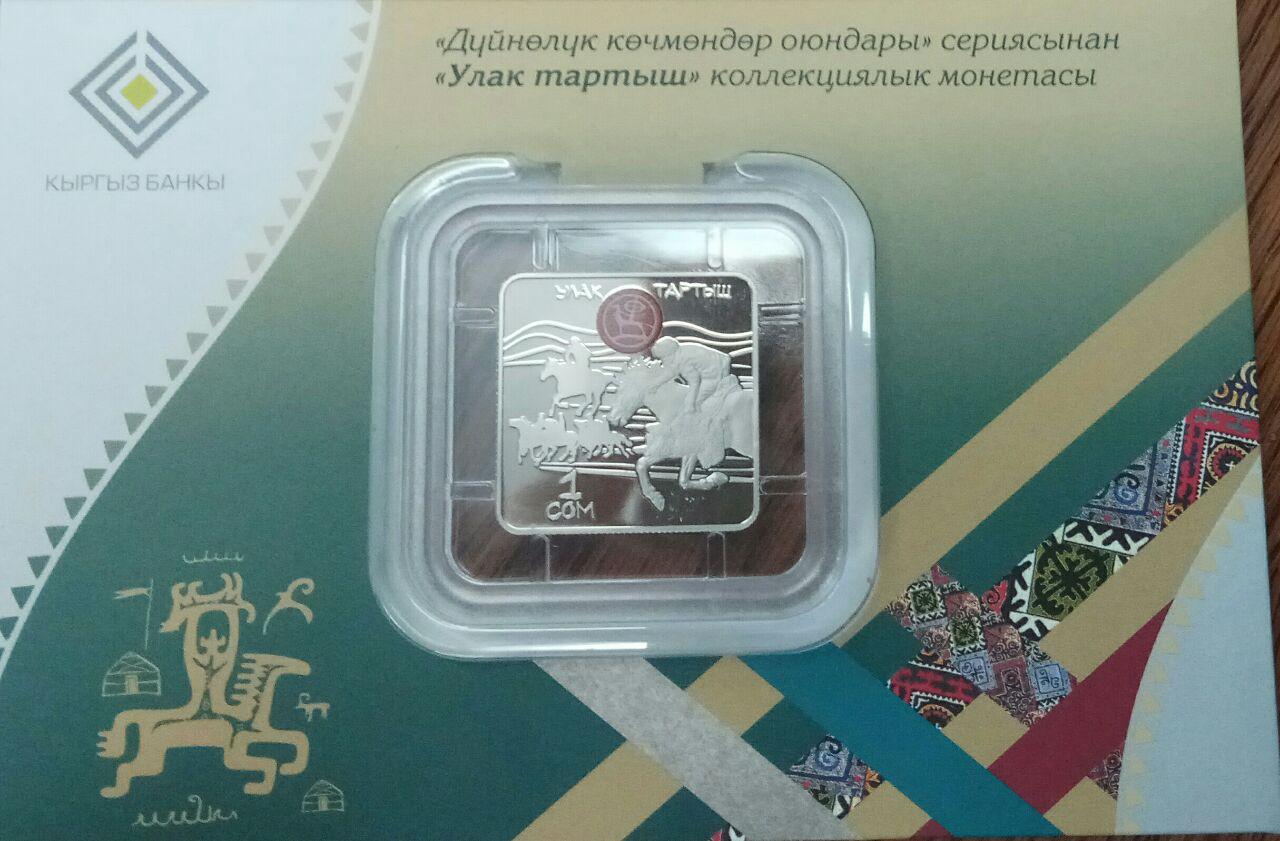 «Дүйнөлүк көчмөндөр оюндары» сериясынан
«Улак тартыш» коллекциялык монетасы
КЫРГЫЗ БАНКЫ
УЛАК ТАРТЫШ
1
СОМ